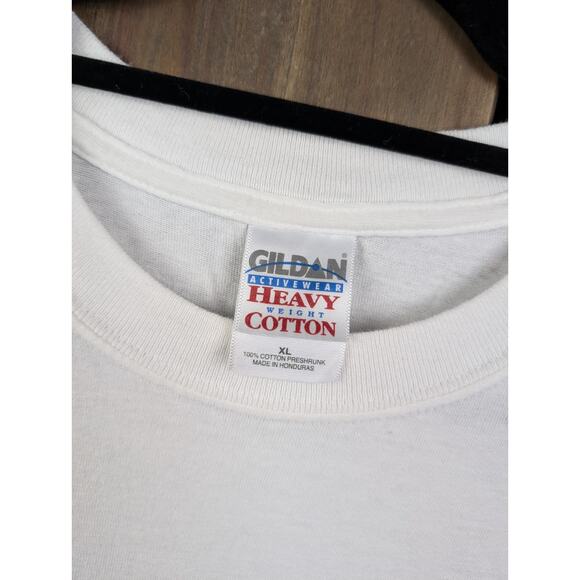 GILDAN
ACTIVEWEAR
HEAVY
WEIGHT
COTTON
XL
100% COTTON PRESHRUNK
MADE IN HONDURAS